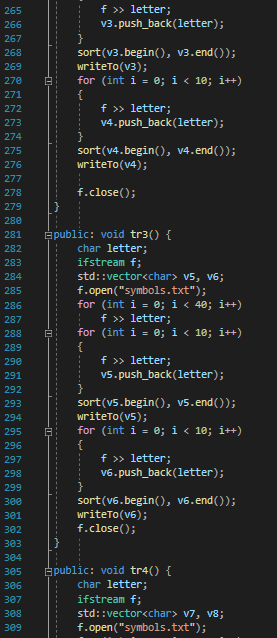 265 f >> letter;
266 v3.push_back(letter);
267 }
268 sort(v3.begin(), v3.end());
269 writeTo(v3);
270 for (int i = 0; i < 10; i++)
271 {
272 f >> letter;
273 v4.push_back(letter);
274 }
275 sort(v4.begin(), v4.end());
276 writeTo(v4);
277
278 f.close();
279 }
280
281 public: void tr3() {
282 char letter;
283 ifstream f;
284 std::vector<char> v5, v6;
285 f.open("symbols.txt");
286 for (int i = 0; i < 40; i++)
287 f >> letter;
288 for (int i = 0; i < 10; i++)
289 {
290 f >> letter;
291 v5.push_back(letter);
292 }
293 sort(v5.begin(), v5.end());
294 writeTo(v5);
295 for (int i = 0; i < 10; i++)
296 {
297 f >> letter;
298 v6.push_back(letter);
299 }
300 sort(v6.begin(), v6.end());
301 writeTo(v6);
302 f.close();
303 }
304
305 public: void tr4() {
306 char letter;
307 ifstream f;
308 std::vector<char> v7, v8;
309 f.open("symbols.txt");